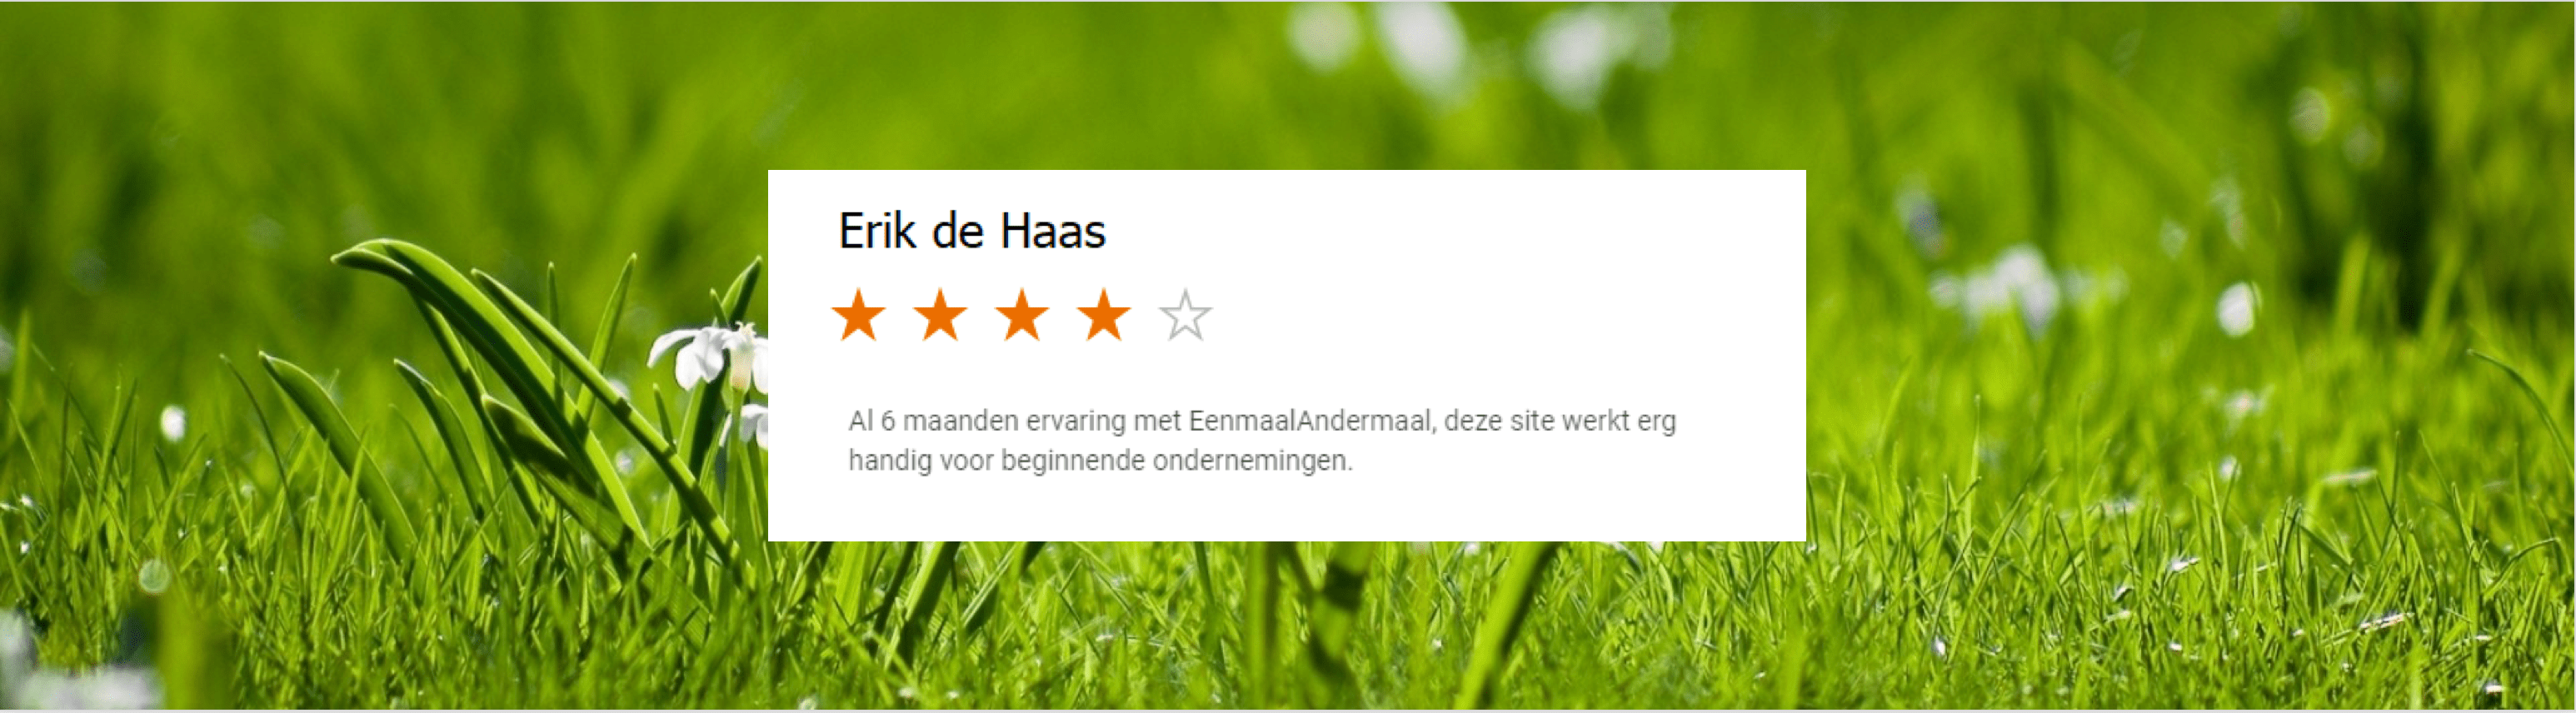 Erik de Haas
Al 6 maanden ervaring met EenmaalAndermaal, deze site werkt erg
handig voor beginnende ondernemingen.